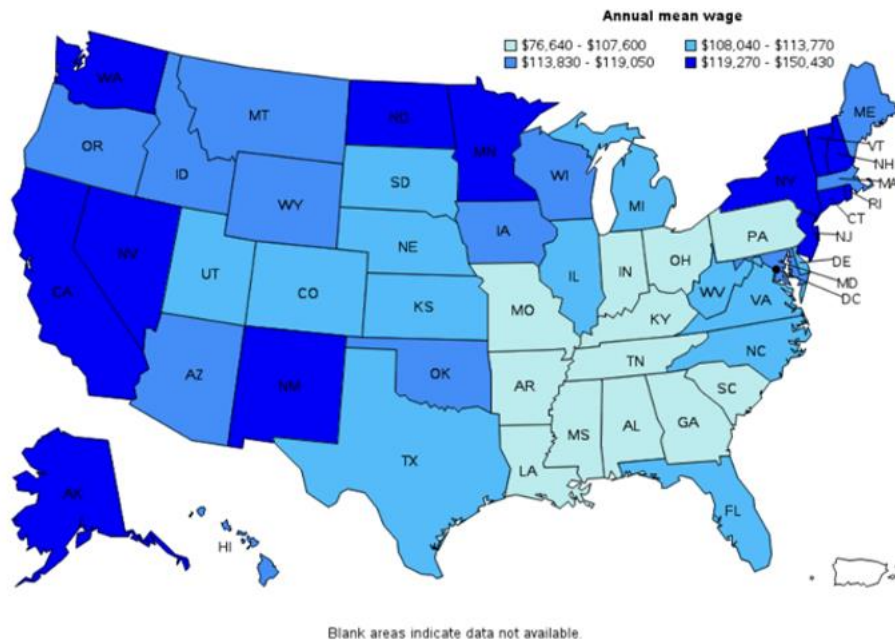 Annual mean wage
$76,640 - $107,600 $108,040 - $113,770
$113,830 - $119,050 $119,270 - $150,430
WA
MT
ND
MN
ME
OR
ID
WY
SD
WI
MI
VT
NH
NY
MA
RI
CT
NV
UT
NE
IA
PA
NJ
CA
CO
KS
IL
IN
OH
DE
MD
DC
WV
VA
MO
KY
NC
AZ
NM
OK
AR
TN
SC
TX
MS
AL
GA
LA
AK
HI
FL
Blank areas indicate data not available.